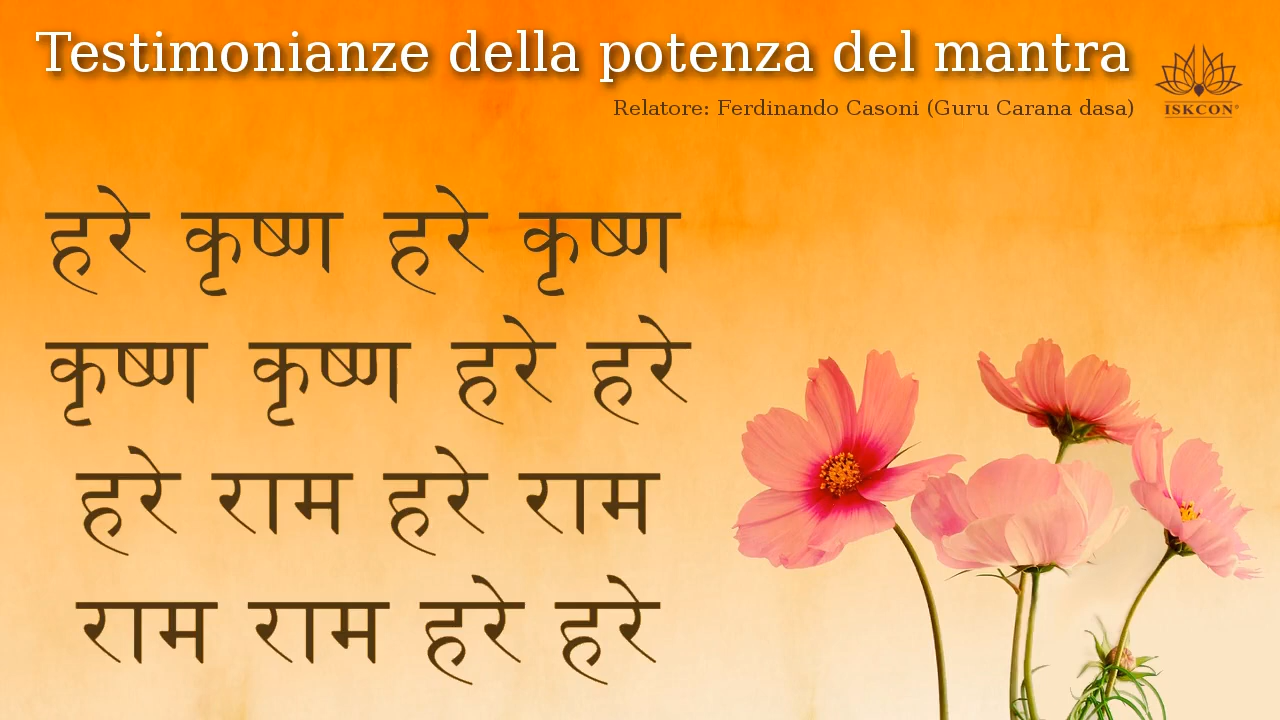 Testimonianze della potenza del mantra
Relatore: Ferdinando Casoni (Guru Carana dasa)
ISKCON®
हरे कृष्ण हरे कृष्ण
कृष्ण कृष्ण हरे हरे
हरे राम हरे राम
राम राम हरे हरे